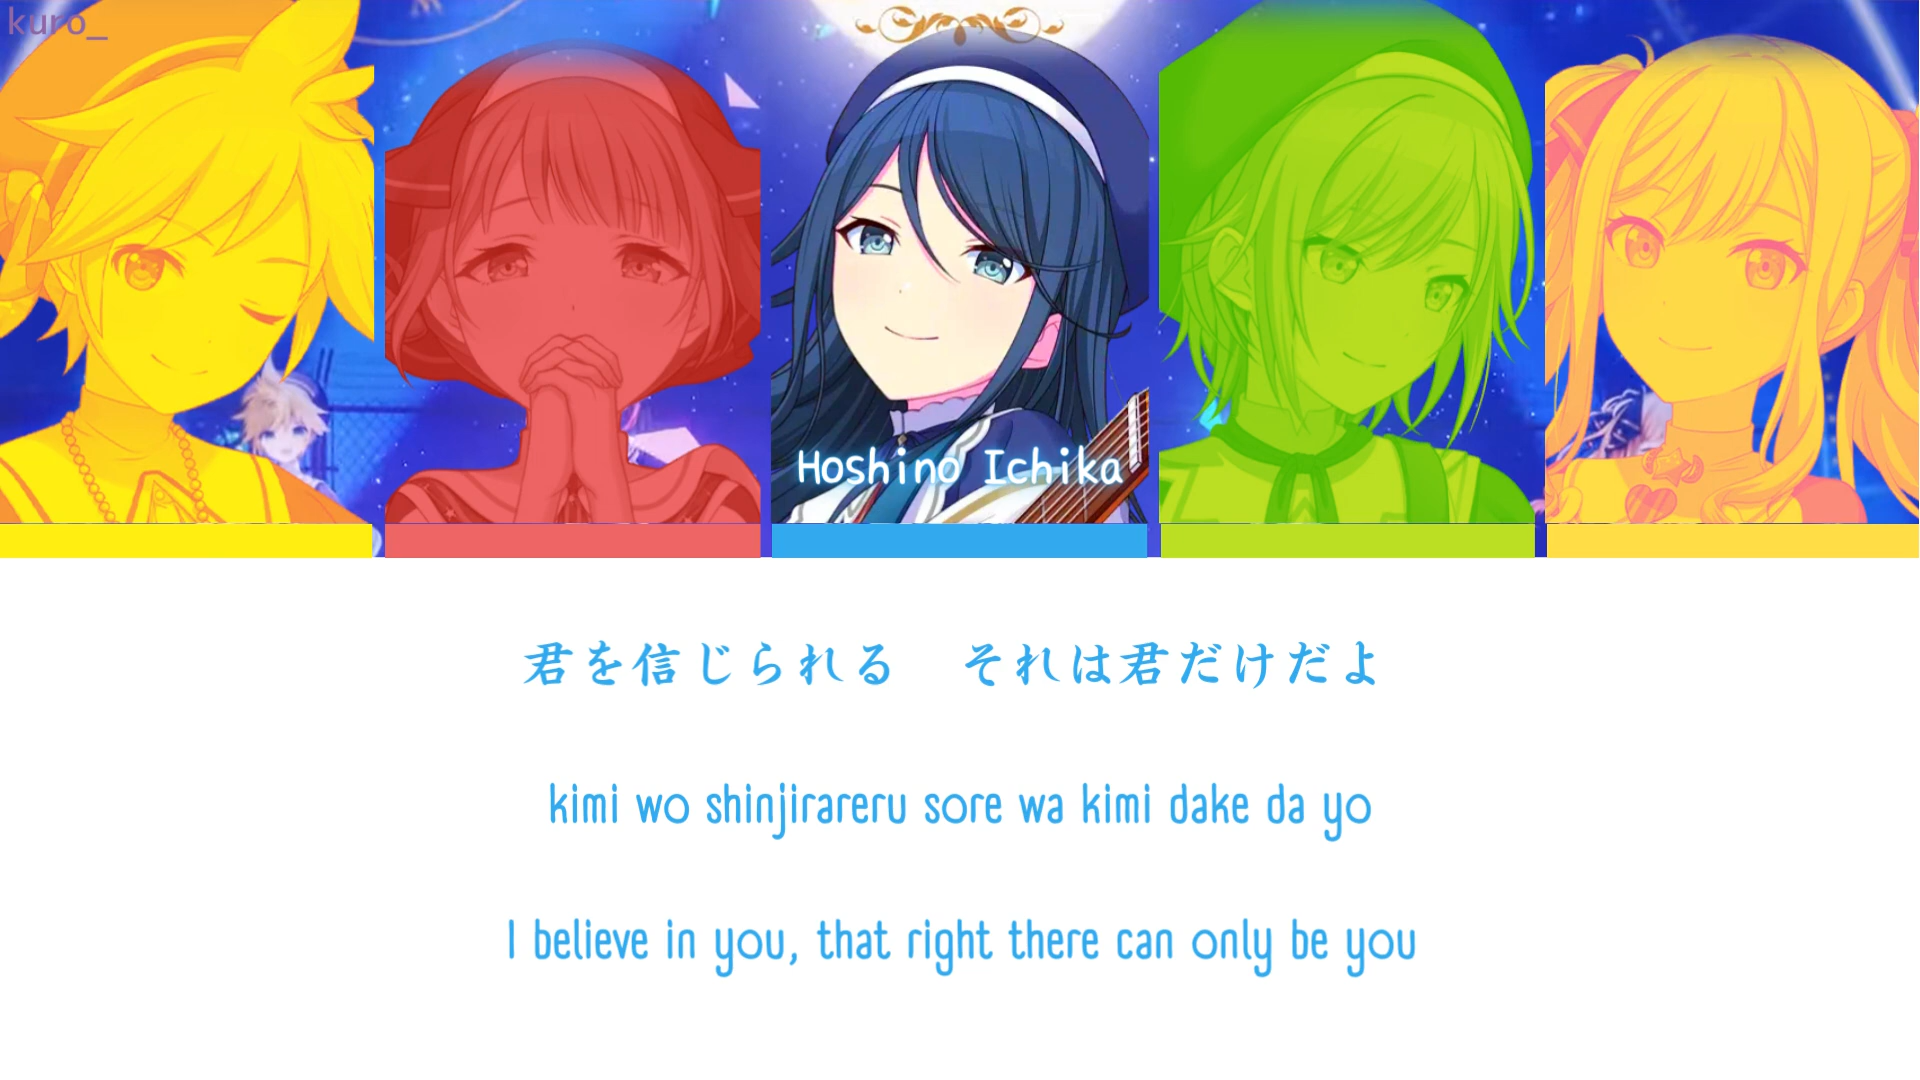 kuro_
Hoshino Ichika
君を信じられる　それは君だけだよ
kimi wo shinjirareru sore wa kimi dake da yo
I believe in you, that right there can only be you